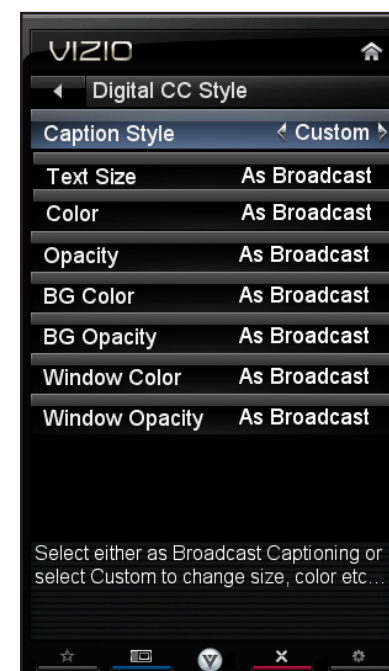 VIZIO
Digital CC Style
Caption Style Custom
Text Size As Broadcast
Color As Broadcast
Opacity As Broadcast
BG Color As Broadcast
BG Opacity As Broadcast
Window Color As Broadcast
Window Opacity As Broadcast
Select either as Broadcast Captioning or
select Custom to change size, color etc...
V